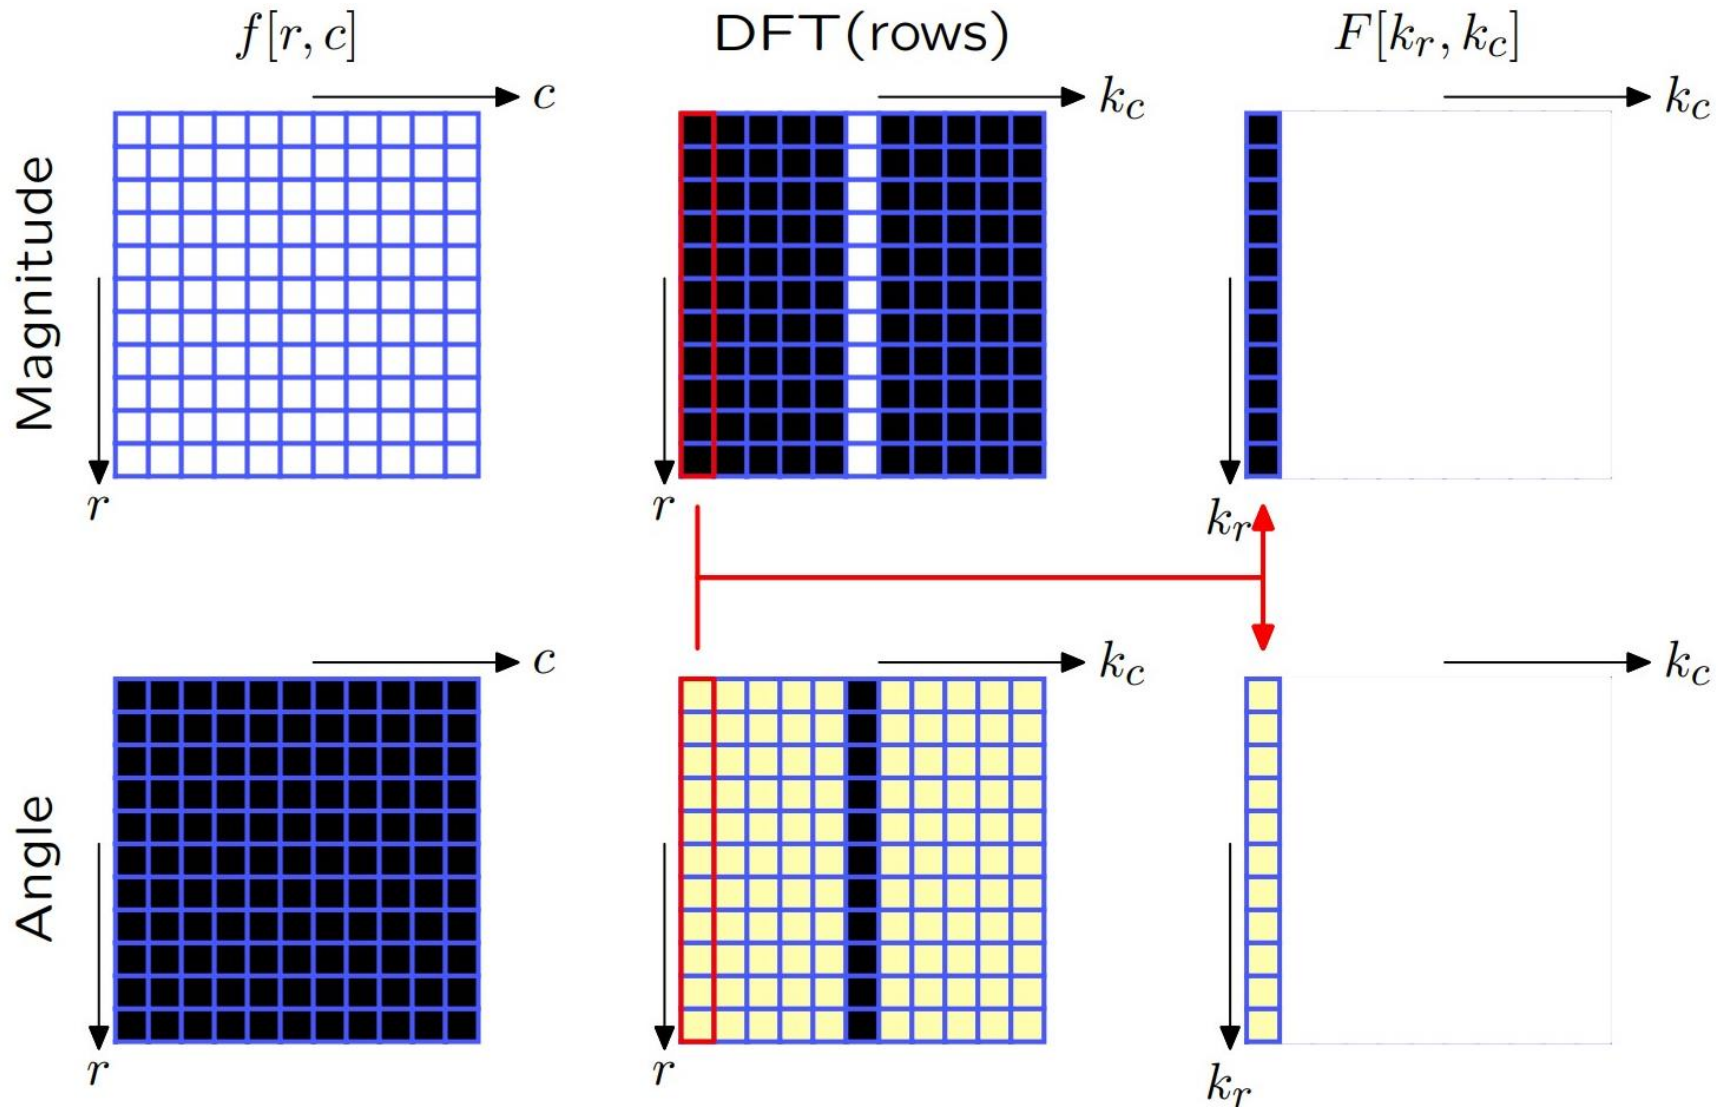 f[r, c] DFT(rows) F[k_r, k_c]
c k_c k_c
Magnitude
r r k_r
c k_c k_c
Angle
r r k_r